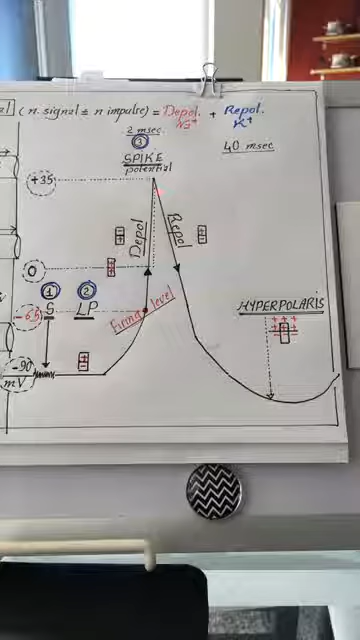 ( n. signal = n impulse) = Depol. + Repol.
Na+ K+
2 msec
3
40 msec
SPIKE
potential
+35
Depol
Repol
0
1 2
S LP
-65
Firing level
HYPERPOLARIS
-90
mV